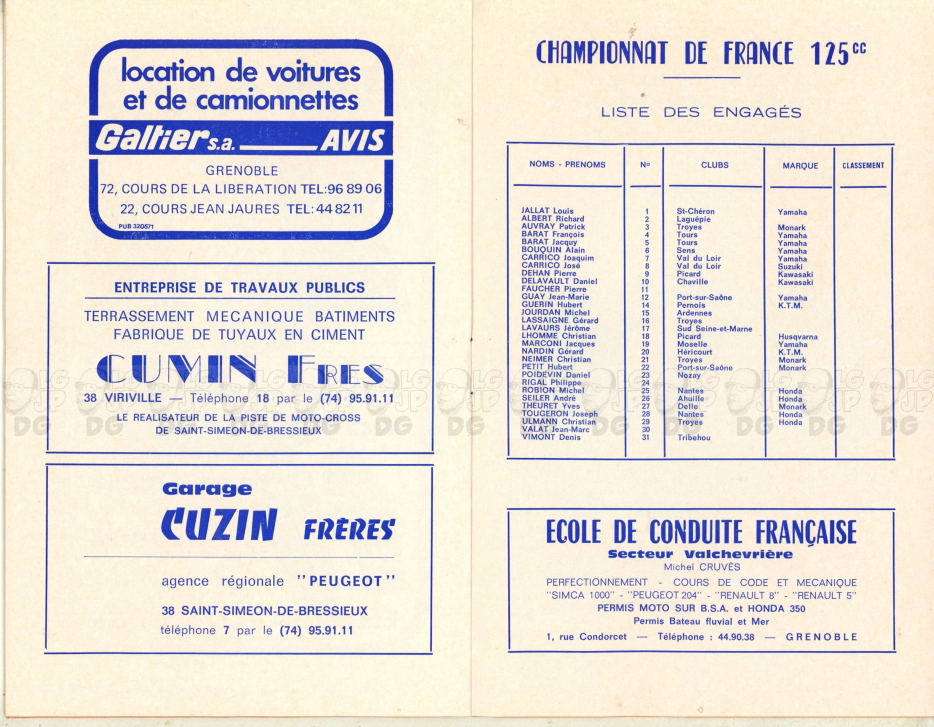 location de voitures
et de camionnettes
Galtier s.a. AVIS
GRENOBLE
72, COURS DE LA LIBERATION TEL: 96 89 06
22, COURS JEAN JAURES TEL: 44 82 11
PUB 320571
ENTREPRISE DE TRAVAUX PUBLICS
TERRASSEMENT MECANIQUE BATIMENTS
FABRIQUE DE TUYAUX EN CIMENT
CUMIN FRES
38 VIRIVILLE — Téléphone 18 par le (74) 95.91.11
LE REALISATEUR DE LA PISTE DE MOTO-CROSS
DE SAINT-SIMEON-DE-BRESSIEUX
Garage
CUZIN FRÈRES
agence régionale "PEUGEOT"
38 SAINT-SIMEON-DE-BRESSIEUX
téléphone 7 par le (74) 95.91.11
CHAMPIONNAT DE FRANCE 125cc
LISTE DES ENGAGÉS
NOMS - PRENOMS No CLUBS MARQUE CLASSEMENT
JALLAT Louis 1 St-Chéron Yamaha
ALBERT Richard 2 Laguépie
AUVRAY Patrick 3 Troyes Monark
BARAT François 4 Tours Yamaha
BARAT Jacquy 5 Tours Yamaha
BOUQUIN Alain 6 Sens Yamaha
CARRICO Joaquim 7 Val du Loir Yamaha
CARRICO José 8 Val du Loir Suzuki
DEHAN Pierre 9 Picard Kawasaki
DELAVAULT Daniel 10 Chaville Kawasaki
FAUCHER Pierre 11
GUAY Jean-Marie 12 Port-sur-Saône Yamaha
GUERIN Hubert 14 Pernois K.T.M.
JOURDAN Michel 15 Ardennes
LASSAIGNE Gérard 16 Troyes
LAVAURS Jérôme 17 Sud Seine-et-Marne
LHOMME Christian 18 Picard Husqvarna
MARCONI Jacques 19 Moselle Yamaha
NARDIN Gérard 20 Héricourt K.T.M.
NEIMER Christian 21 Troyes Monark
PETIT Hubert 22 Port-sur-Saône Monark
POIDEVIN Daniel 23 Nozay
RIGAL Philippe 24
ROBION Michel 25 Nantes Honda
SEILER André 26 Ahuille Honda
THEURET Yves 27 Delle Monark
TOUGERON Joseph 28 Nantes Honda
ULMANN Christian 29 Troyes Honda
VALAT Jean-Marc 30
VIMONT Denis 31 Tribehou
ECOLE DE CONDUITE FRANÇAISE
Secteur Valchevrière
Michel CRUVÈS
PERFECTIONNEMENT - COURS DE CODE ET MECANIQUE
"SIMCA 1000" - "PEUGEOT 204" - "RENAULT 8" - "RENAULT 5"
PERMIS MOTO SUR B.S.A. et HONDA 350
Permis Bateau fluvial et Mer
1, rue Condorcet — Téléphone : 44.90.38 — GRENOBLE